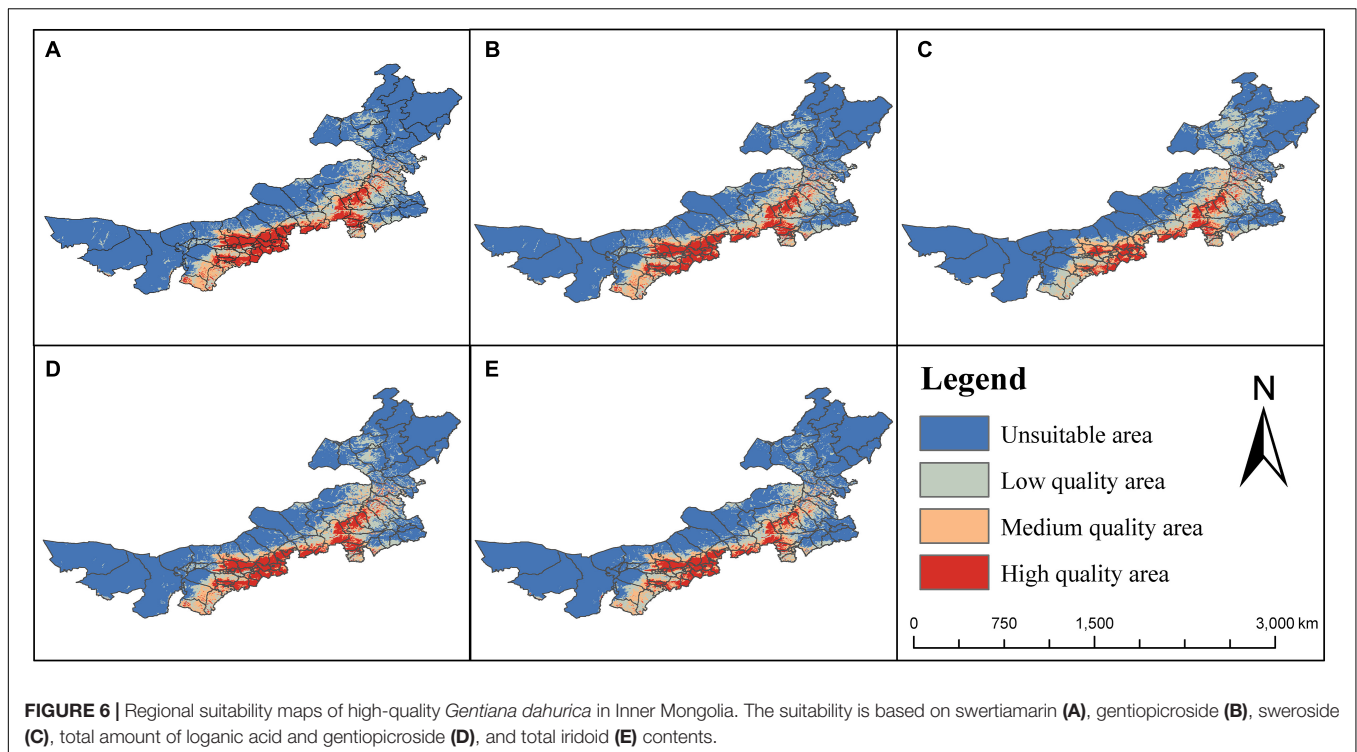 A
B
C
D
E
Legend
Unsuitable area
Low quality area
Medium quality area
High quality area
N
0 750 1,500 3,000 km
FIGURE 6 | Regional suitability maps of high-quality Gentiana dahurica in Inner Mongolia. The suitability is based on swertiamarin (A), gentiopicroside (B), sweroside
(C), total amount of loganic acid and gentiopicroside (D), and total iridoid (E) contents.